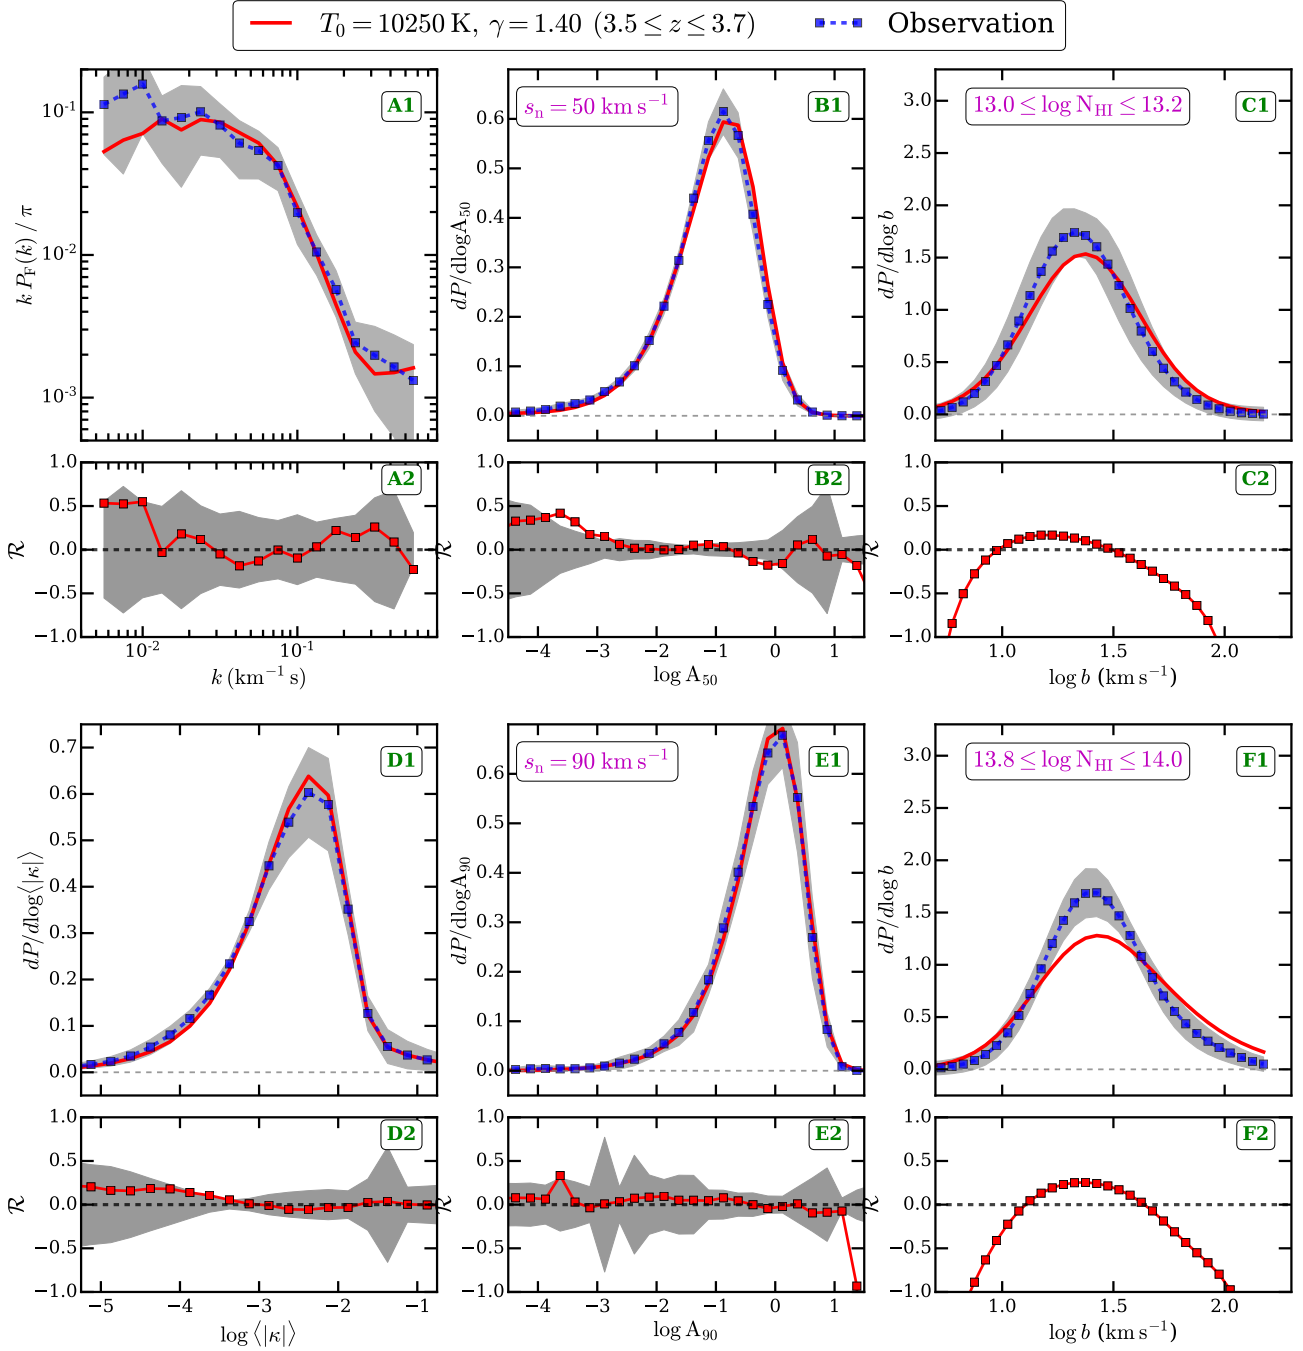 T₀ = 10250 K, γ = 1.40 (3.5 ≤ z ≤ 3.7) Observation
A1
10⁻¹
10⁻²
10⁻³
k P_F(k) / π
s_n = 50 km s⁻¹
B1
0.6
0.5
0.4
0.3
0.2
0.1
0.0
dP/dlogA₅₀
13.0 ≤ log N_HI ≤ 13.2
C1
3.0
2.5
2.0
1.5
1.0
0.5
0.0
dP/dlog b
A2
1.0
0.5
0.0
−0.5
−1.0
ℛ
10⁻² 10⁻¹
k (km⁻¹ s)
B2
1.0
0.5
0.0
−0.5
−1.0
ℛ
−4 −3 −2 −1 0 1
log A₅₀
C2
1.0
0.5
0.0
−0.5
−1.0
1.0 1.5 2.0
log b (km s⁻¹)
D1
0.7
0.6
0.5
0.4
0.3
0.2
0.1
0.0
dP/dlog⟨|κ|⟩
s_n = 90 km s⁻¹
E1
0.6
0.5
0.4
0.3
0.2
0.1
0.0
dP/dlogA₉₀
13.8 ≤ log N_HI ≤ 14.0
F1
3.0
2.5
2.0
1.5
1.0
0.5
0.0
dP/dlog b
D2
1.0
0.5
0.0
−0.5
−1.0
ℛ
−5 −4 −3 −2 −1
log ⟨|κ|⟩
E2
1.0
0.5
0.0
−0.5
−1.0
ℛ
−4 −3 −2 −1 0 1
log A₉₀
F2
1.0
0.5
0.0
−0.5
−1.0
ℛ
1.0 1.5 2.0
log b (km s⁻¹)